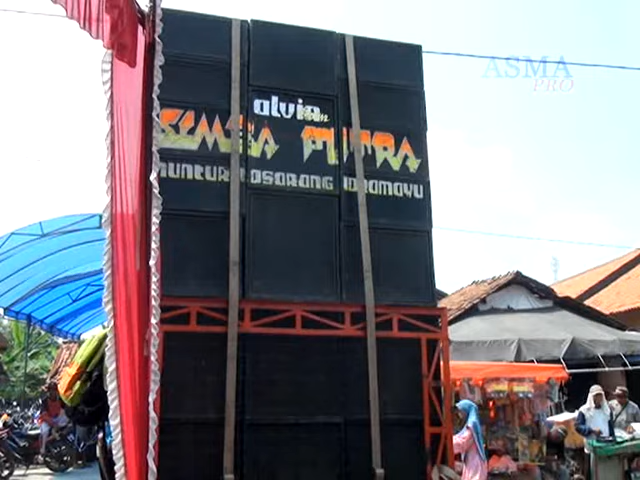 ASMA
PRO
alvin
SEMBA PUTRA
MUNTUR LOSARANG INDRAMAYU